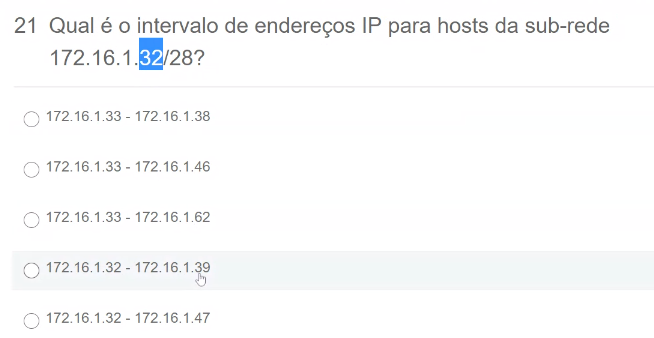 21 Qual é o intervalo de endereços IP para hosts da sub-rede
172.16.1.32/28?
172.16.1.33 - 172.16.1.38
172.16.1.33 - 172.16.1.46
172.16.1.33 - 172.16.1.62
172.16.1.32 - 172.16.1.39
172.16.1.32 - 172.16.1.47